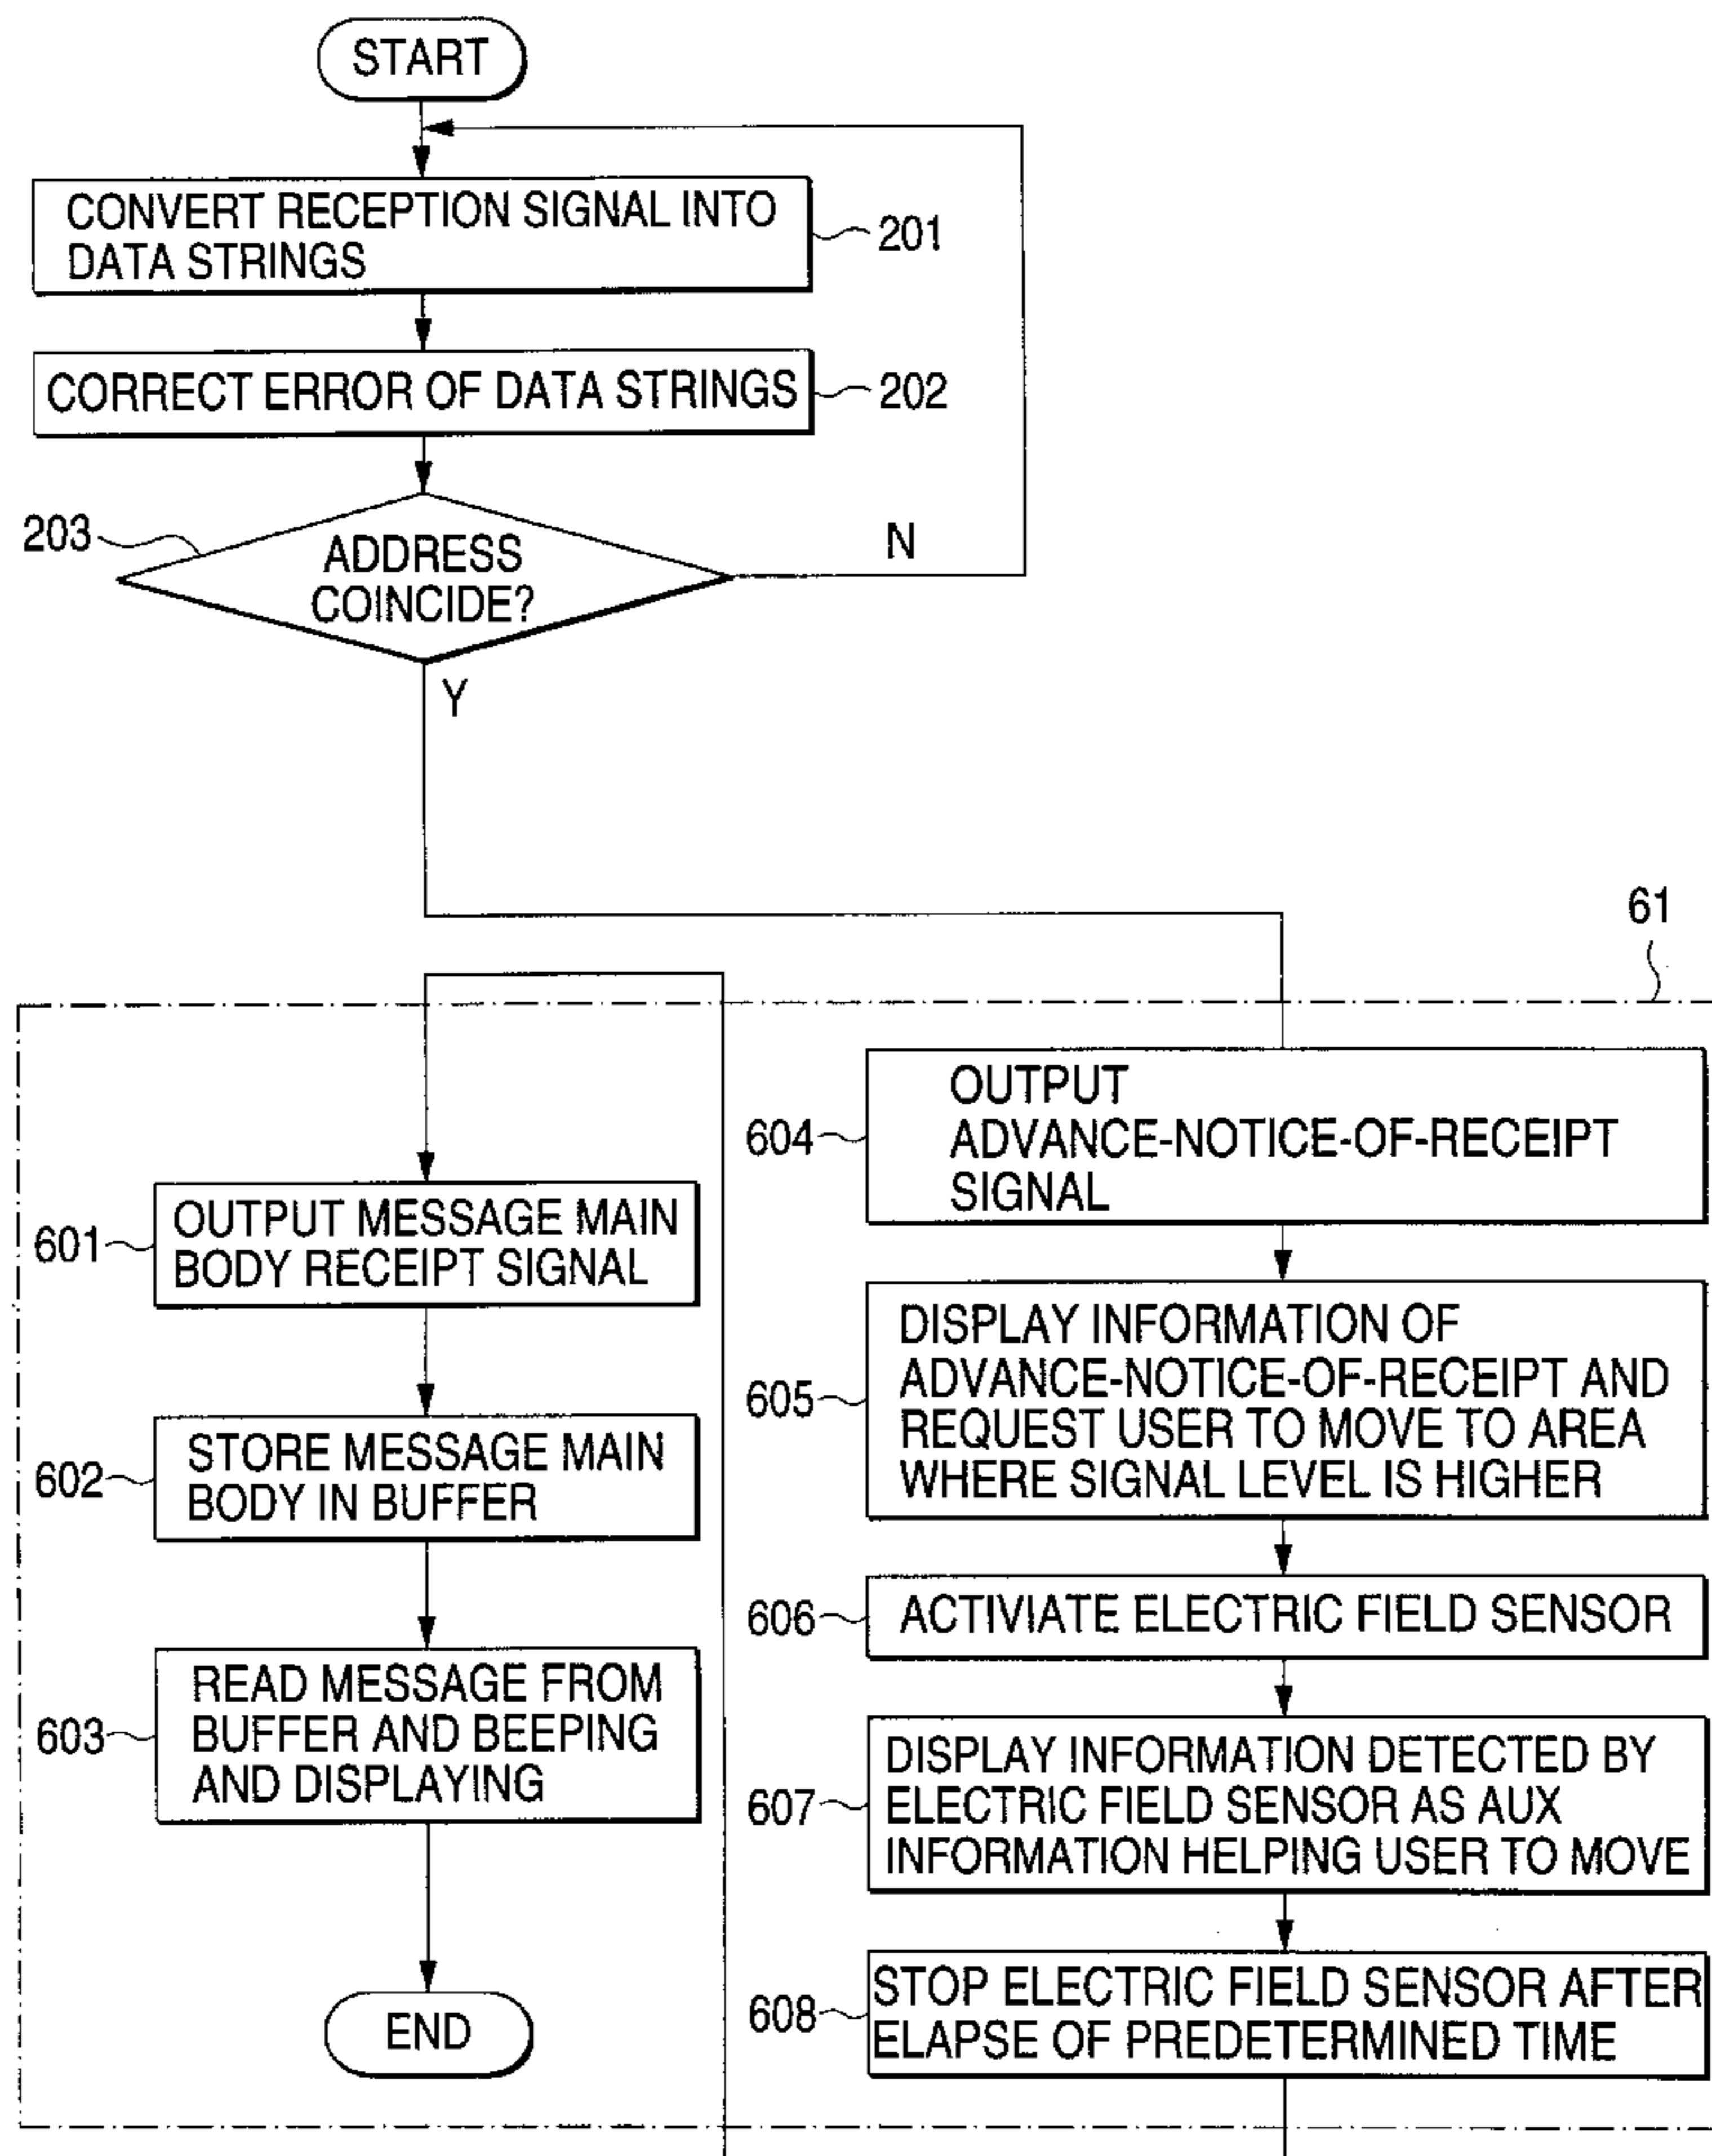 START
CONVERT RECEPTION SIGNAL INTO
DATA STRINGS
201
CORRECT ERROR OF DATA STRINGS
202
203
ADDRESS
COINCIDE?
N
Y
61
604
OUTPUT
ADVANCE-NOTICE-OF-RECEIPT
SIGNAL
605
DISPLAY INFORMATION OF
ADVANCE-NOTICE-OF-RECEIPT AND
REQUEST USER TO MOVE TO AREA
WHERE SIGNAL LEVEL IS HIGHER
606
ACTIVIATE ELECTRIC FIELD SENSOR
607
DISPLAY INFORMATION DETECTED BY
ELECTRIC FIELD SENSOR AS AUX
INFORMATION HELPING USER TO MOVE
608
STOP ELECTRIC FIELD SENSOR AFTER
ELAPSE OF PREDETERMINED TIME
601
OUTPUT MESSAGE MAIN
BODY RECEIPT SIGNAL
602
STORE MESSAGE MAIN
BODY IN BUFFER
603
READ MESSAGE FROM
BUFFER AND BEEPING
AND DISPLAYING
END